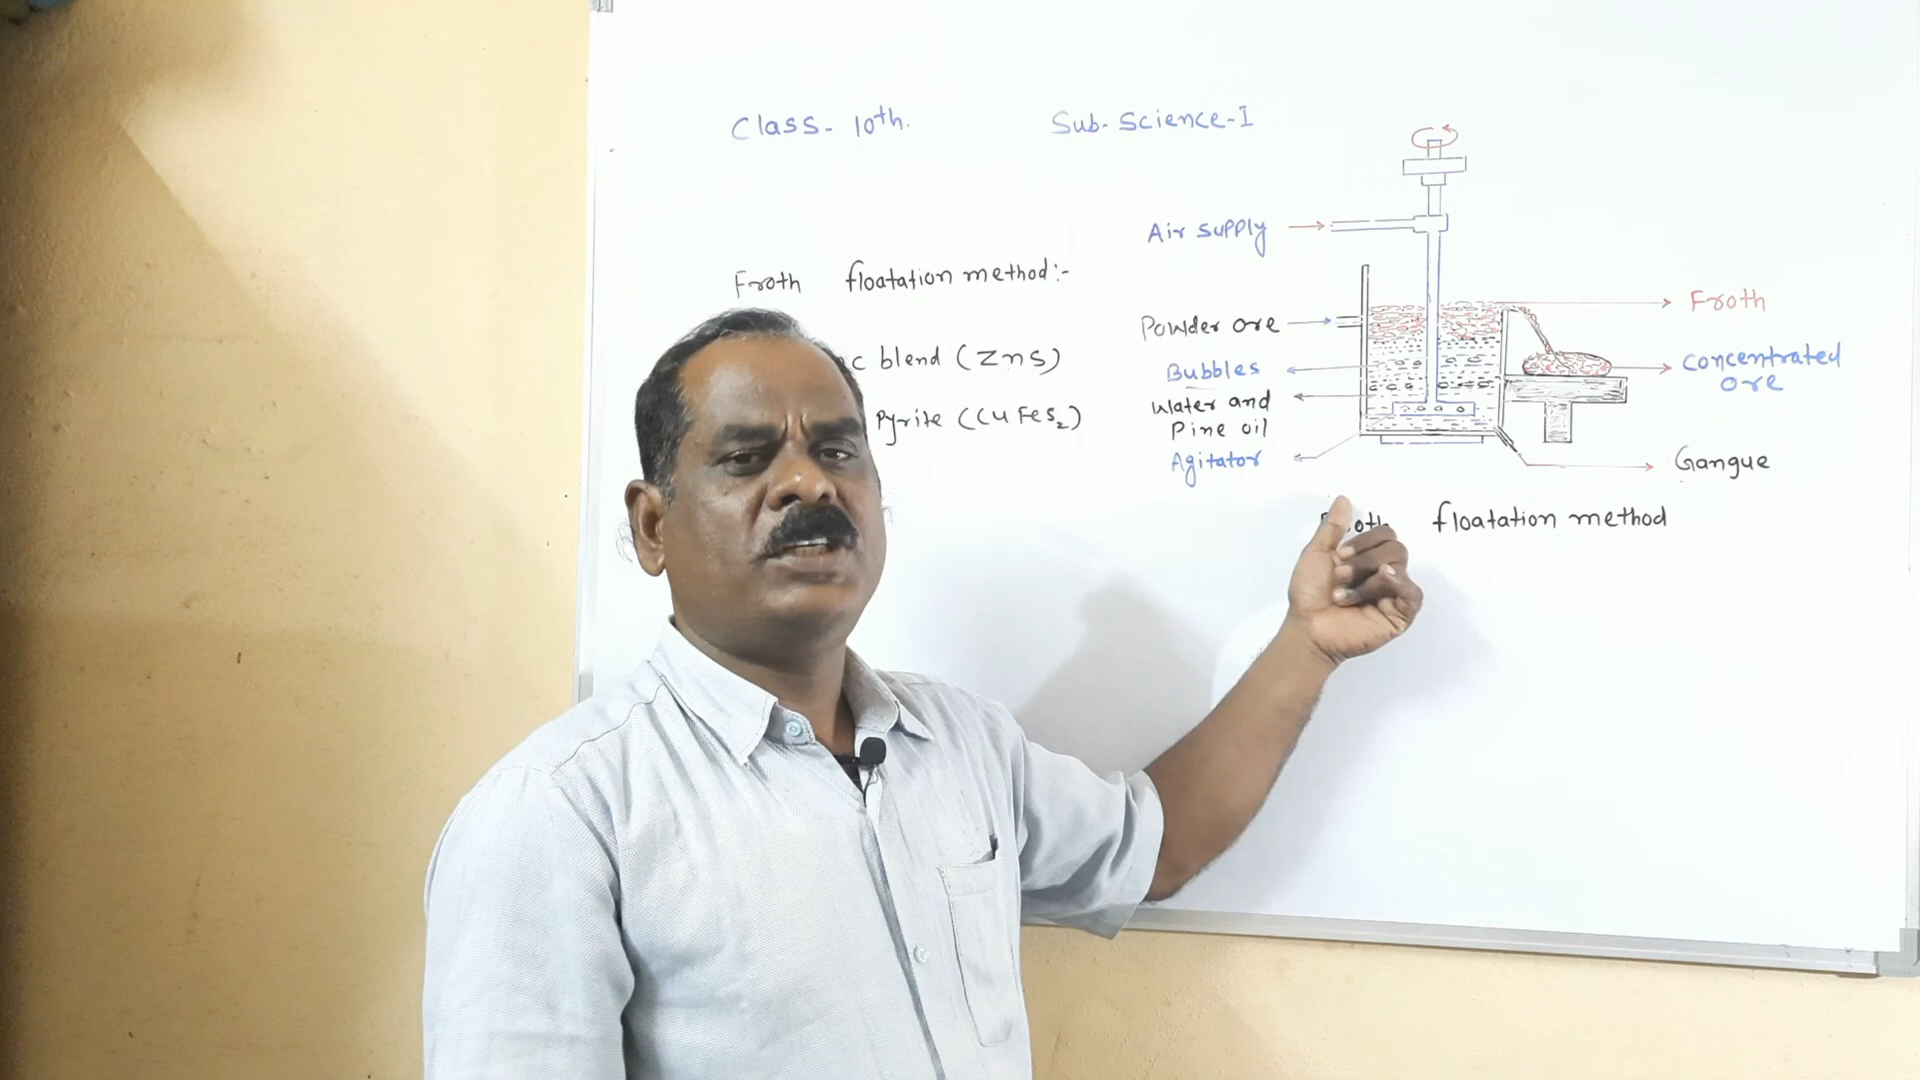 Class- 10th. Sub- Science-I
Froth floatation method:-
blend (ZnS)
Pyrite (CuFeS₂)
Air supply
Powder ore
Bubbles
Water and
Pine oil
Agitator
Froth
concentrated
ore
Gangue
floatation method